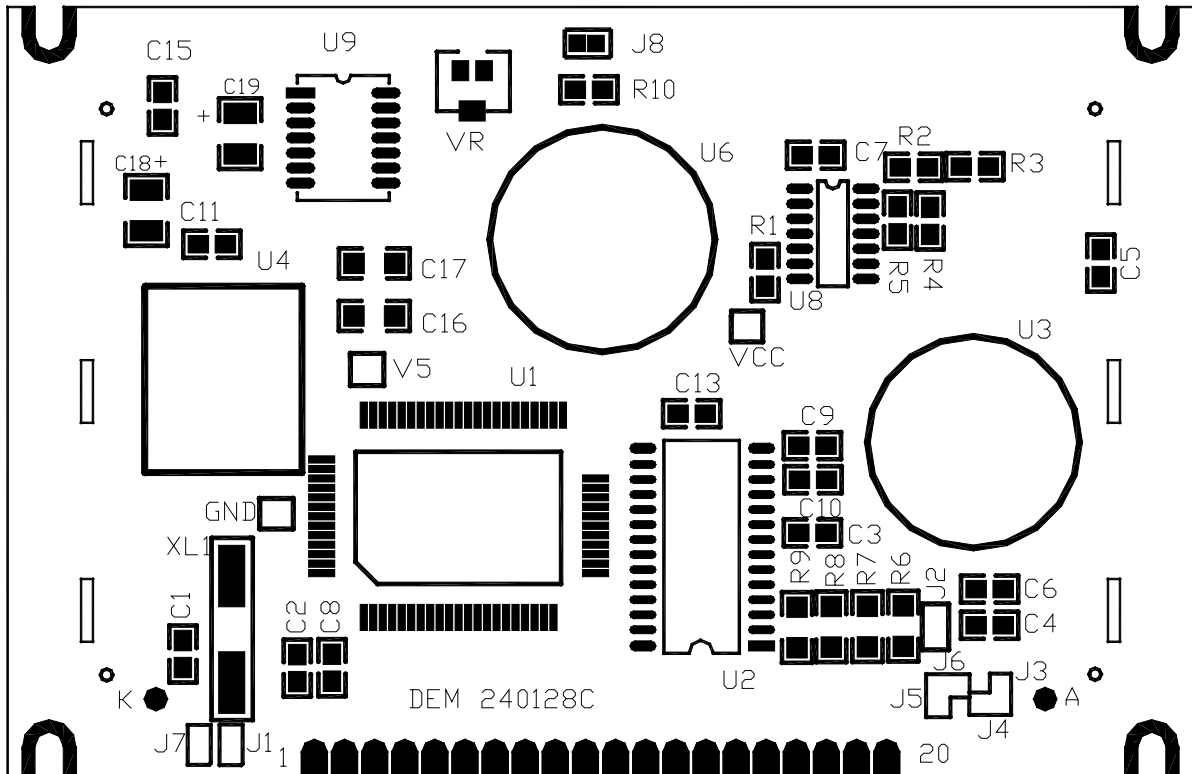 C15
U9
J8
C19
R10
+
VR
C18+
U6
C7
R2
R3
C11
U4
R1
C17
R5
R4
C5
U8
C16
VCC
U3
V5
U1
C13
C9
GND
C10
XL1
C3
R9
R8
R7
R6
J2
C1
C2
C8
C6
C4
U2
J6
J3
K
DEM 240128C
J5
A
J4
J7
J1
1
20